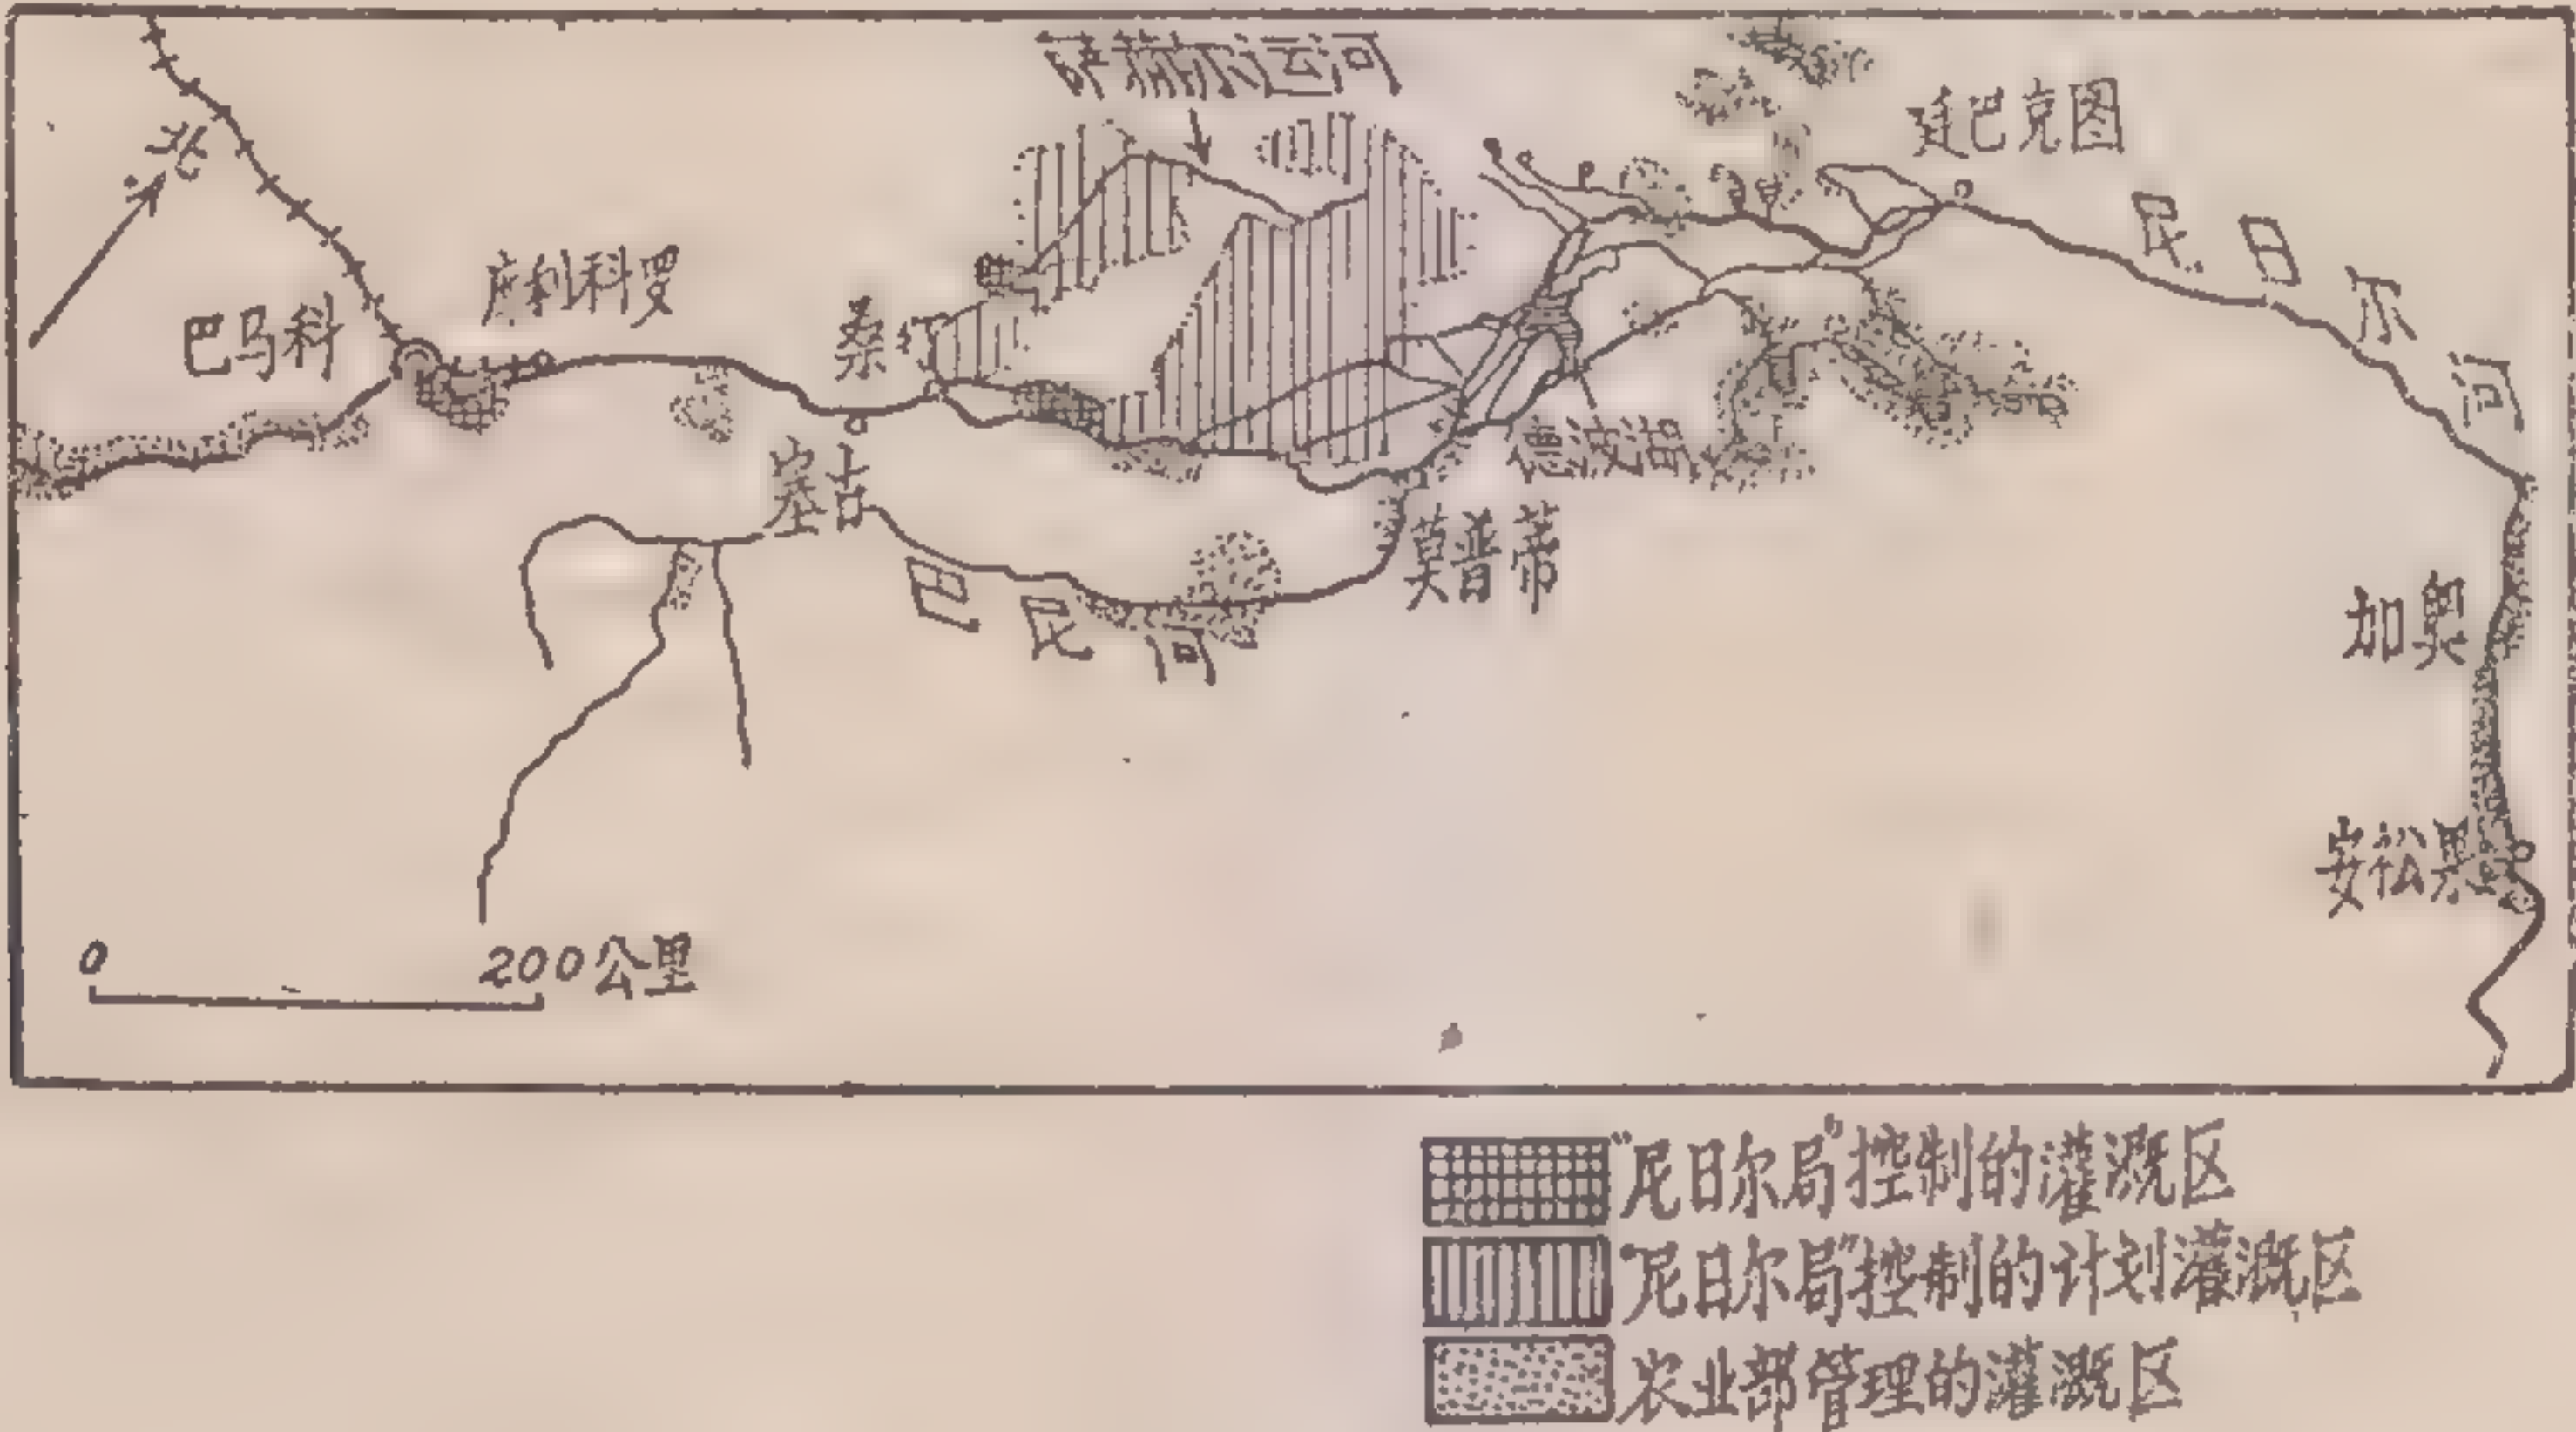 萨赫尔运河
廷巴克图
北
库利科罗
巴马科
桑
尼日尔河
德波湖
塞古
莫普蒂
巴尼河
加奥
安松果
0 200公里
"尼日尔局"控制的灌溉区
"尼日尔局"控制的计划灌溉区
农业部管理的灌溉区